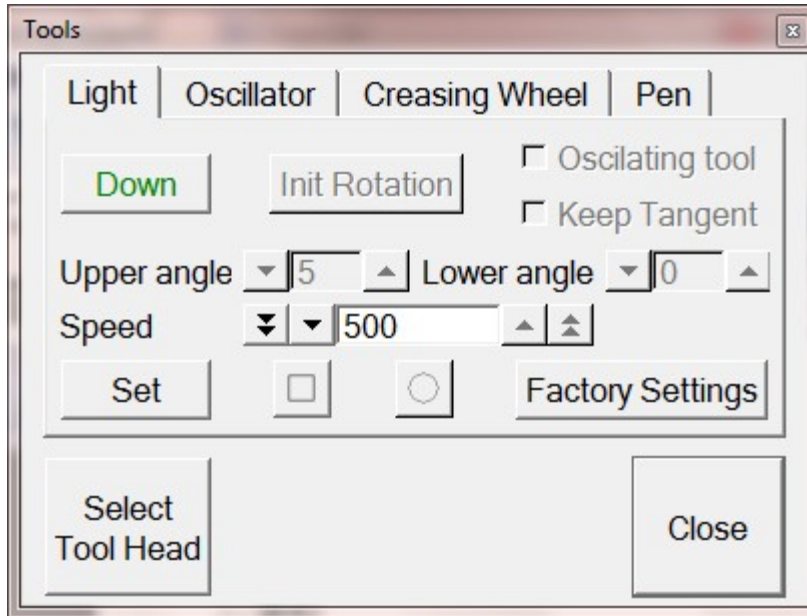 Tools
Light Oscillator Creasing Wheel Pen
Down Init Rotation Oscilating tool
Keep Tangent
Upper angle 5 Lower angle 0
Speed 500
Set Factory Settings
Select
Tool Head
Close